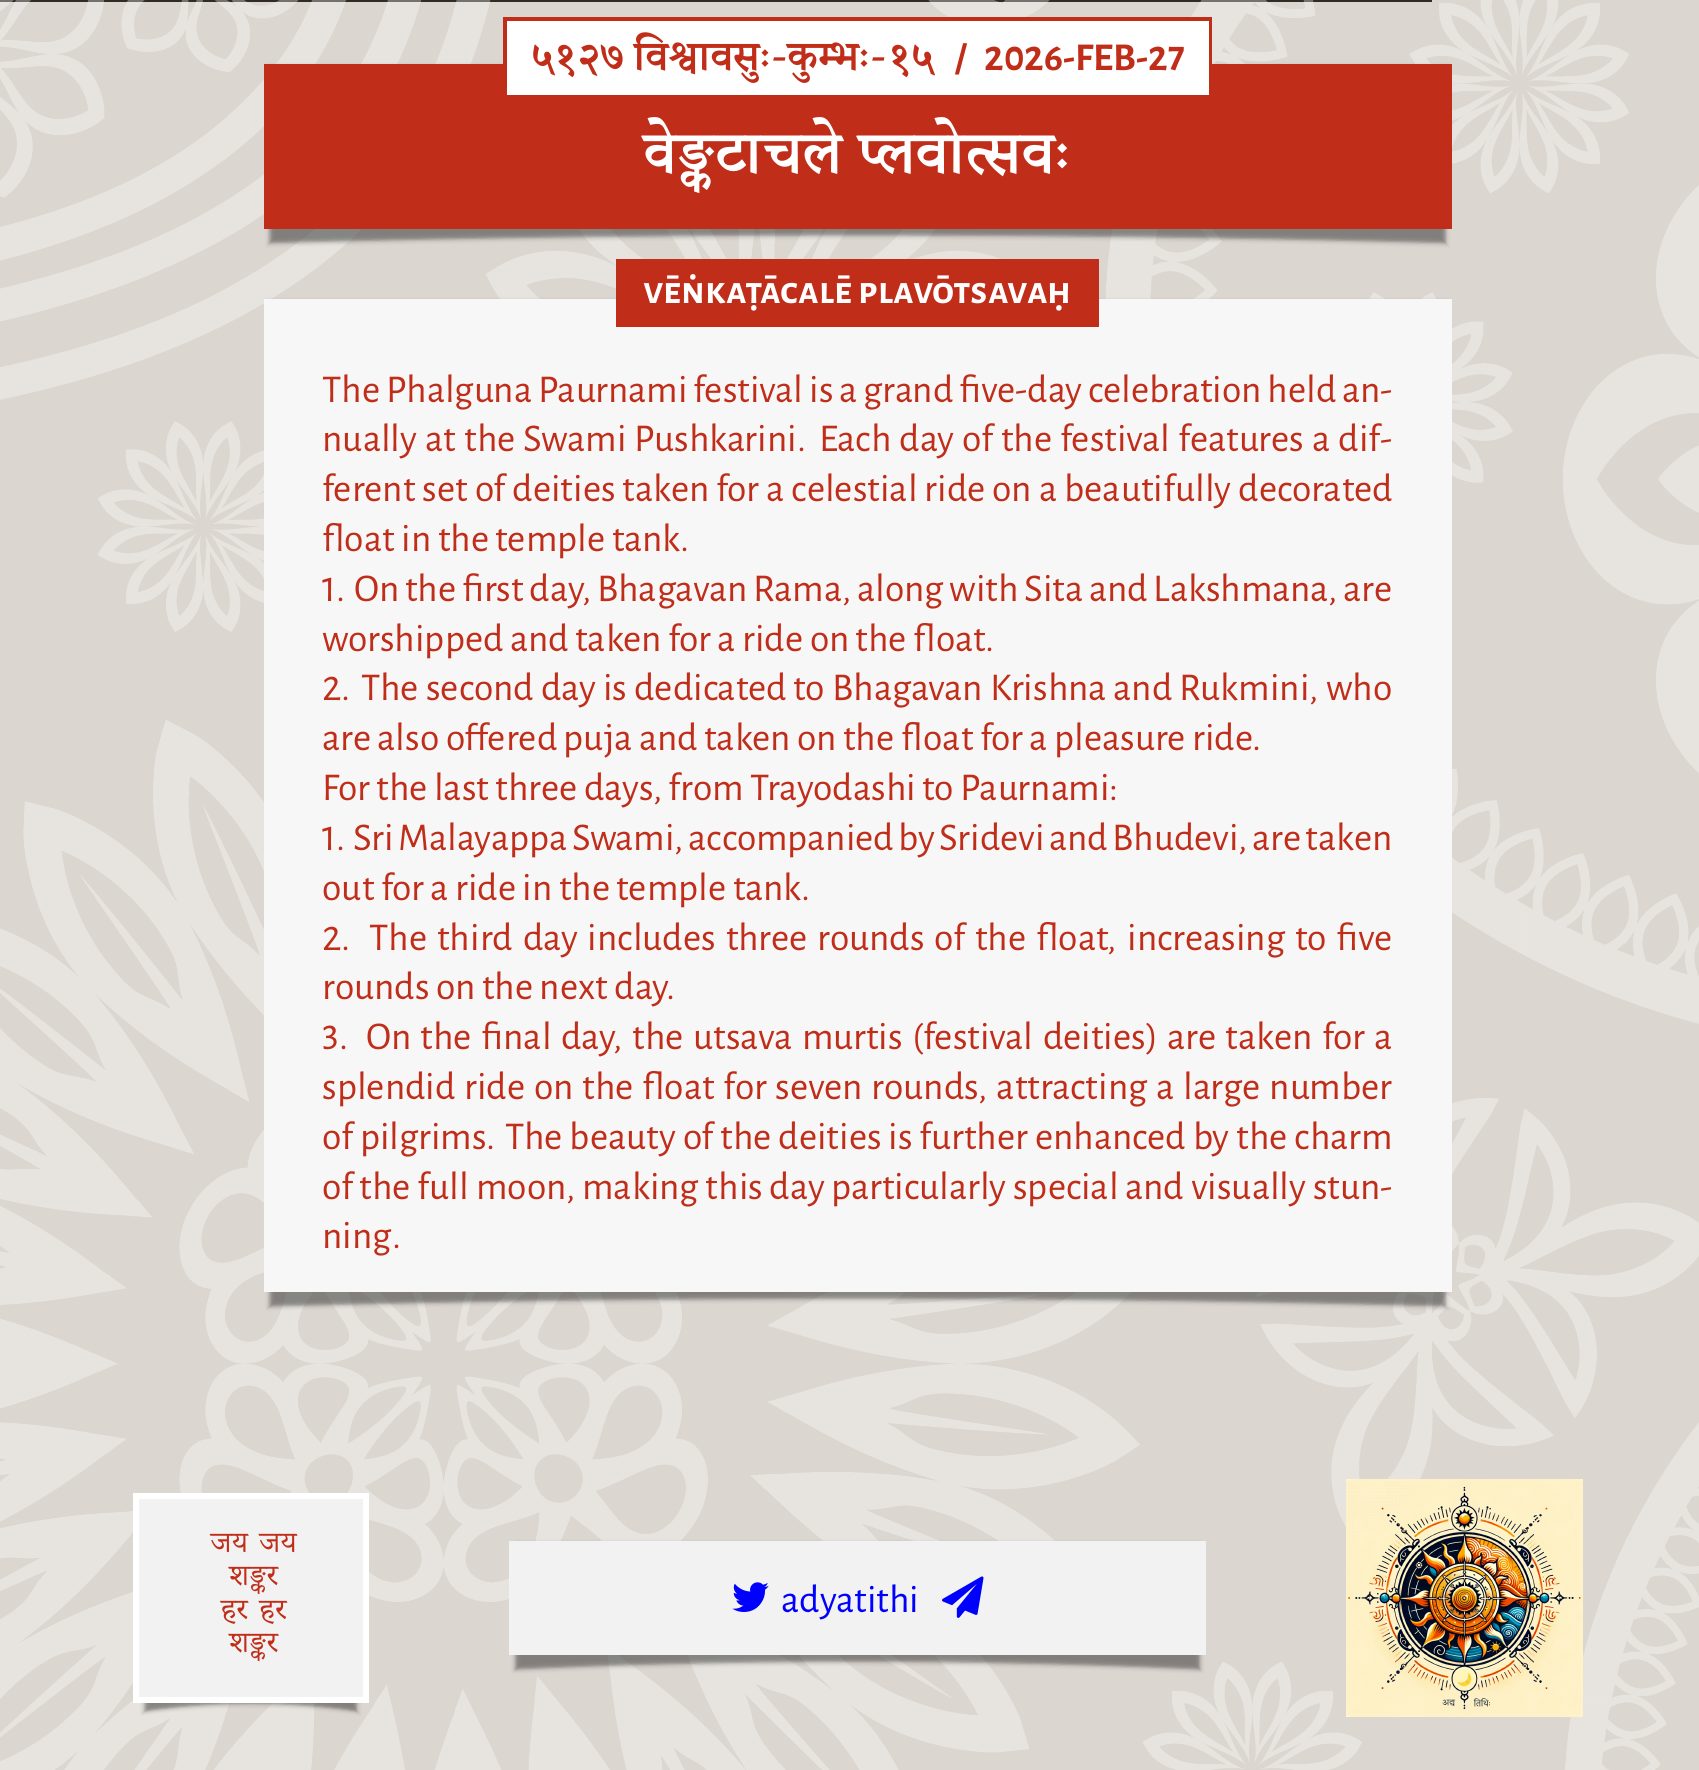 ५१२७ विश्वावसुः-कुम्भः-१५ / 2026-FEB-27
वेङ्कटाचले प्लवोत्सवः
VĒṄKAṬĀCALĒ PLAVŌTSAVAḤ
The Phalguna Paurnami festival is a grand five-day celebration held an-
nually at the Swami Pushkarini. Each day of the festival features a dif-
ferent set of deities taken for a celestial ride on a beautifully decorated
float in the temple tank.
1. On the first day, Bhagavan Rama, along with Sita and Lakshmana, are
worshipped and taken for a ride on the float.
2. The second day is dedicated to Bhagavan Krishna and Rukmini, who
are also offered puja and taken on the float for a pleasure ride.
For the last three days, from Trayodashi to Paurnami:
1. Sri Malayappa Swami, accompanied by Sridevi and Bhudevi, are taken
out for a ride in the temple tank.
2. The third day includes three rounds of the float, increasing to five
rounds on the next day.
3. On the final day, the utsava murtis (festival deities) are taken for a
splendid ride on the float for seven rounds, attracting a large number
of pilgrims. The beauty of the deities is further enhanced by the charm
of the full moon, making this day particularly special and visually stun-
ning.
जय जय
शङ्कर
हर हर
शङ्कर
adyatithi
अद्य तिथिः